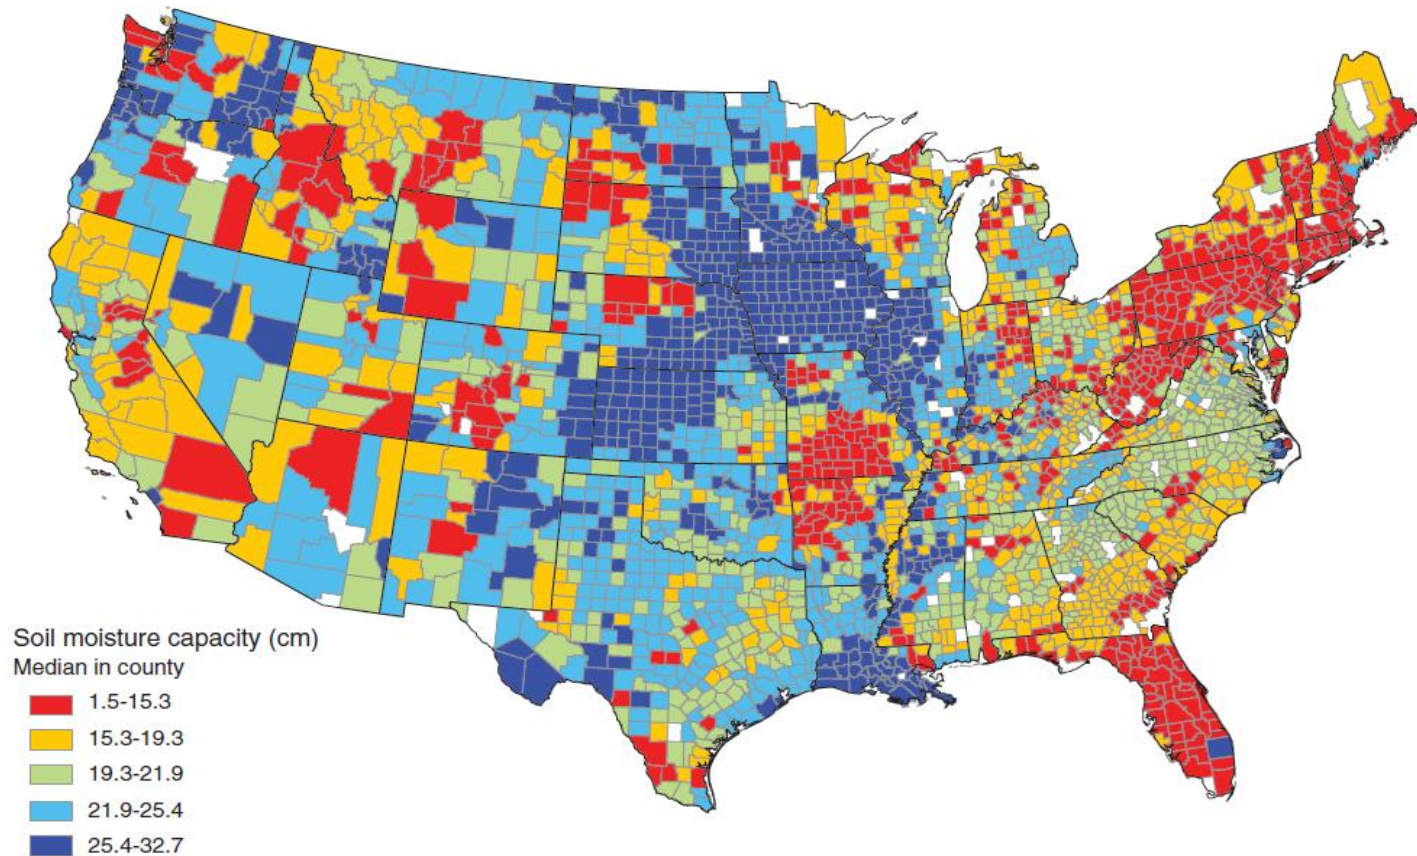 Soil moisture capacity (cm)
Median in county
1.5-15.3
15.3-19.3
19.3-21.9
21.9-25.4
25.4-32.7